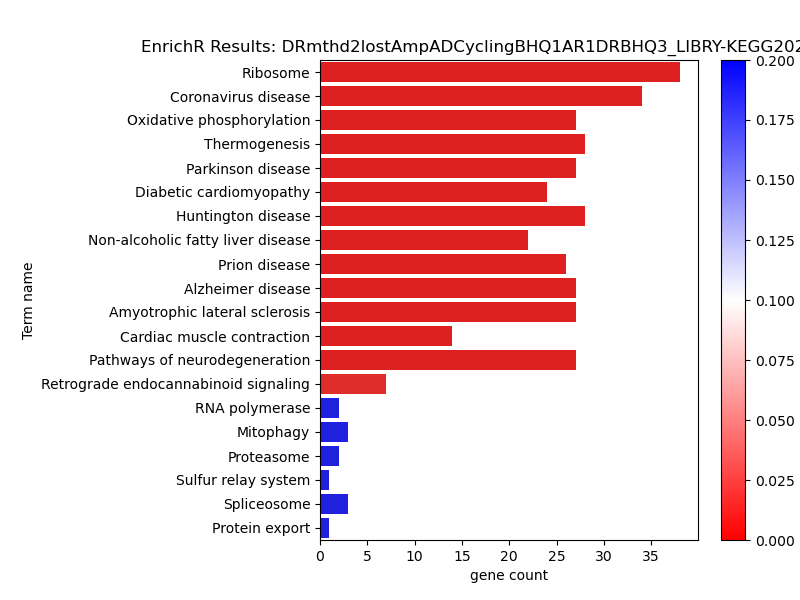 EnrichR Results: DRmthd2lostAmpADCyclingBHQ1AR1DRBHQ3_LIBRY-KEGG202
Term name
Ribosome
Coronavirus disease
Oxidative phosphorylation
Thermogenesis
Parkinson disease
Diabetic cardiomyopathy
Huntington disease
Non-alcoholic fatty liver disease
Prion disease
Alzheimer disease
Amyotrophic lateral sclerosis
Cardiac muscle contraction
Pathways of neurodegeneration
Retrograde endocannabinoid signaling
RNA polymerase
Mitophagy
Proteasome
Sulfur relay system
Spliceosome
Protein export
0 5 10 15 20 25 30 35
gene count
0.200
0.175
0.150
0.125
0.100
0.075
0.050
0.025
0.000